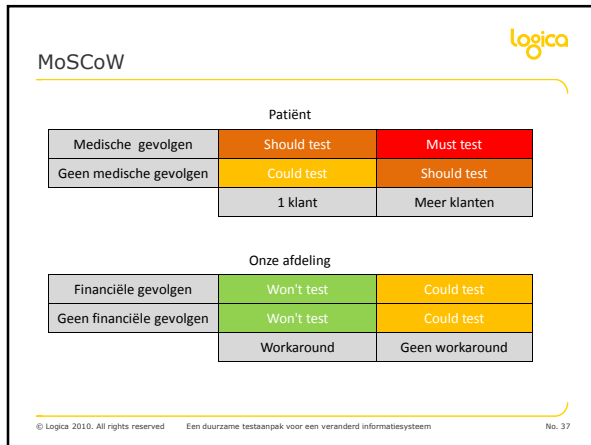 logica
MoSCoW
Patiënt
Medische gevolgen Should test Must test
Geen medische gevolgen Could test Should test
1 klant Meer klanten
Onze afdeling
Financiële gevolgen Won't test Could test
Geen financiële gevolgen Won't test Could test
Workaround Geen workaround
© Logica 2010. All rights reserved Een duurzame testaanpak voor een veranderd informatiesysteem No. 37